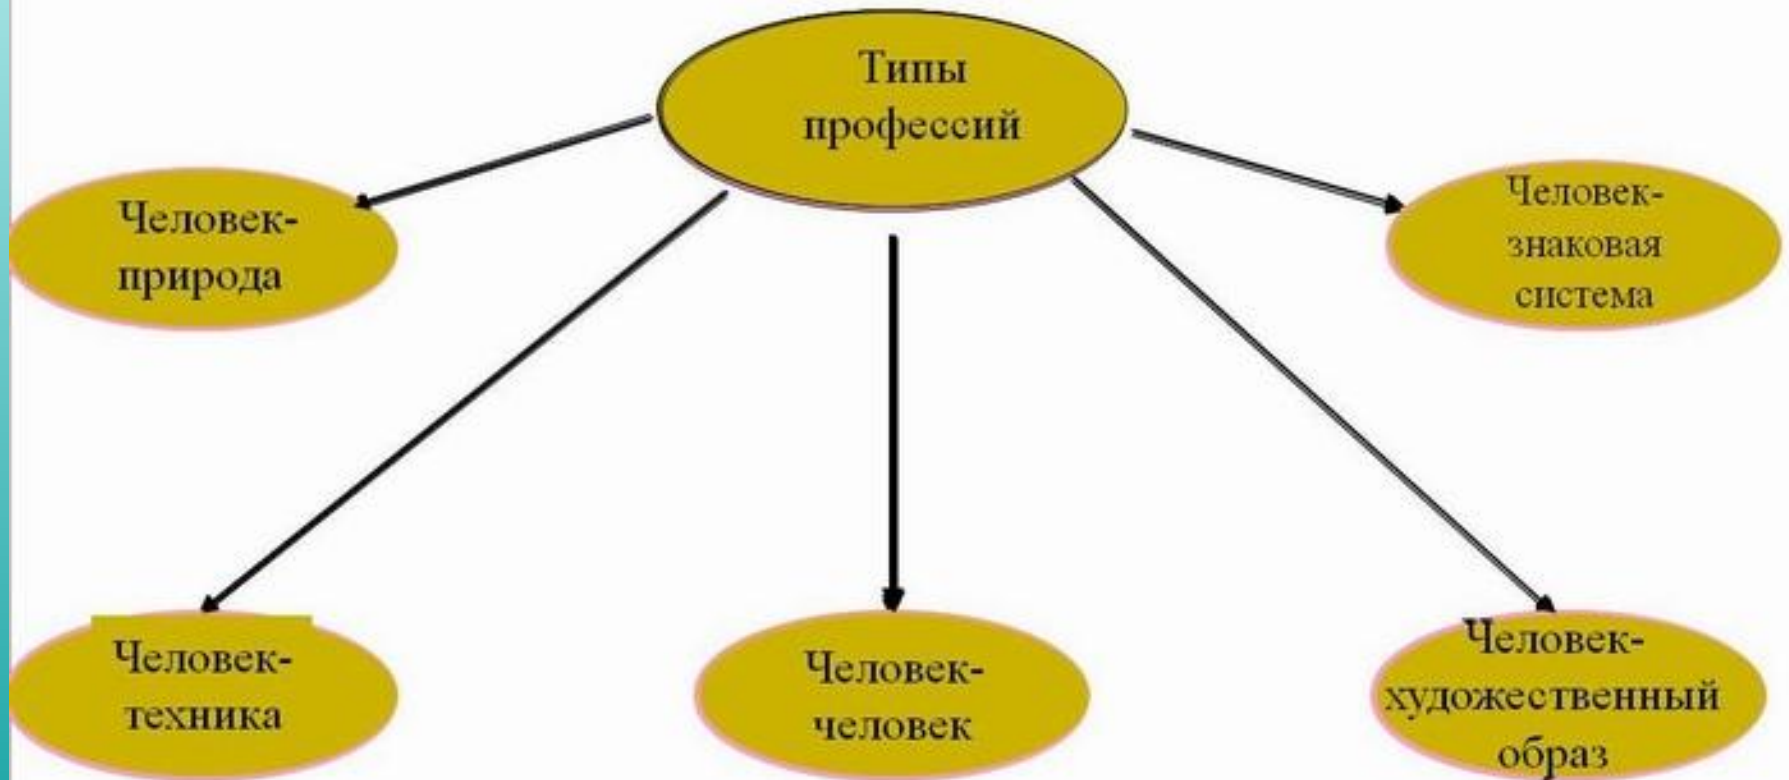 Типы
профессий
Человек-
природа
Человек-
знаковая
система
Человек-
техника
Человек-
человек
Человек-
художественный
образ